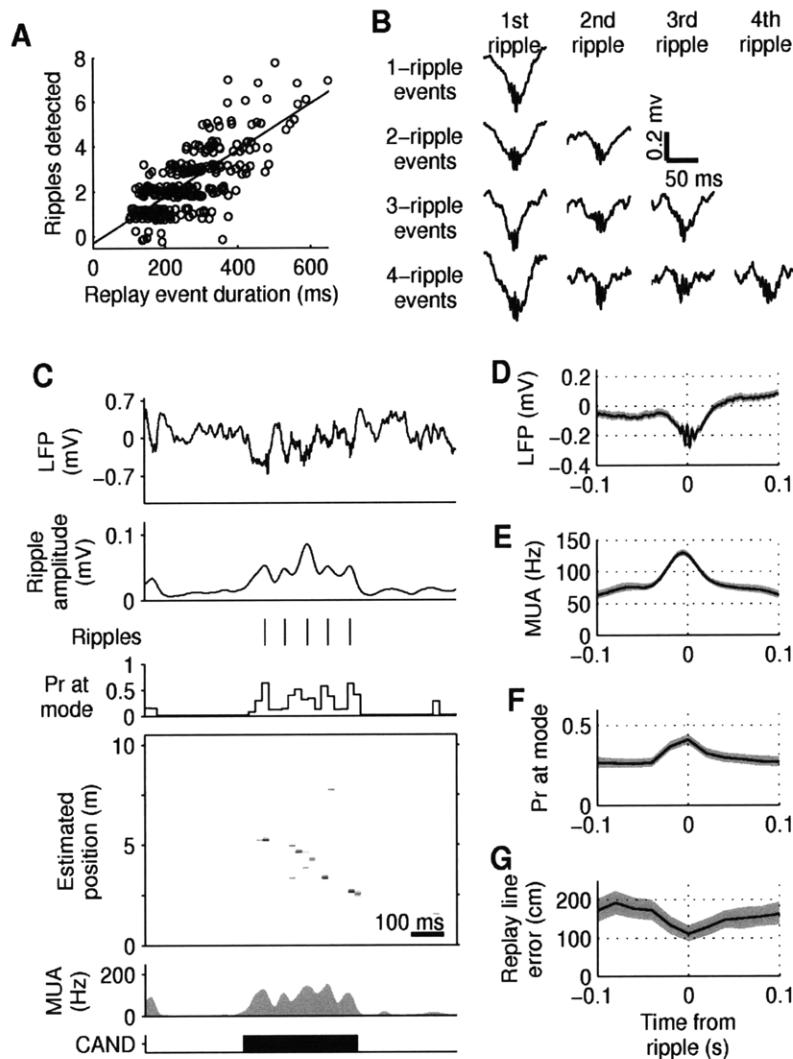 A
Ripples detected
8
6
4
2
0
0
200
400
600
Replay event duration (ms)
B
1st ripple
2nd ripple
3rd ripple
4th ripple
1-ripple events
2-ripple events
3-ripple events
4-ripple events
0.2 mv
50 ms
C
LFP (mV)
0.7
0
-0.7
Ripple amplitude (mV)
0.1
0
Ripples
Pr at mode
1
0.5
0
Estimated position (m)
10
5
0
100 ms
MUA (Hz)
200
0
CAND
D
LFP (mV)
0.2
0
-0.2
-0.4
-0.1
0
0.1
E
MUA (Hz)
150
100
50
0
-0.1
0
0.1
F
Pr at mode
0.5
0
-0.1
0
0.1
G
Replay line error (cm)
200
100
0
-0.1
0
0.1
Time from ripple (s)